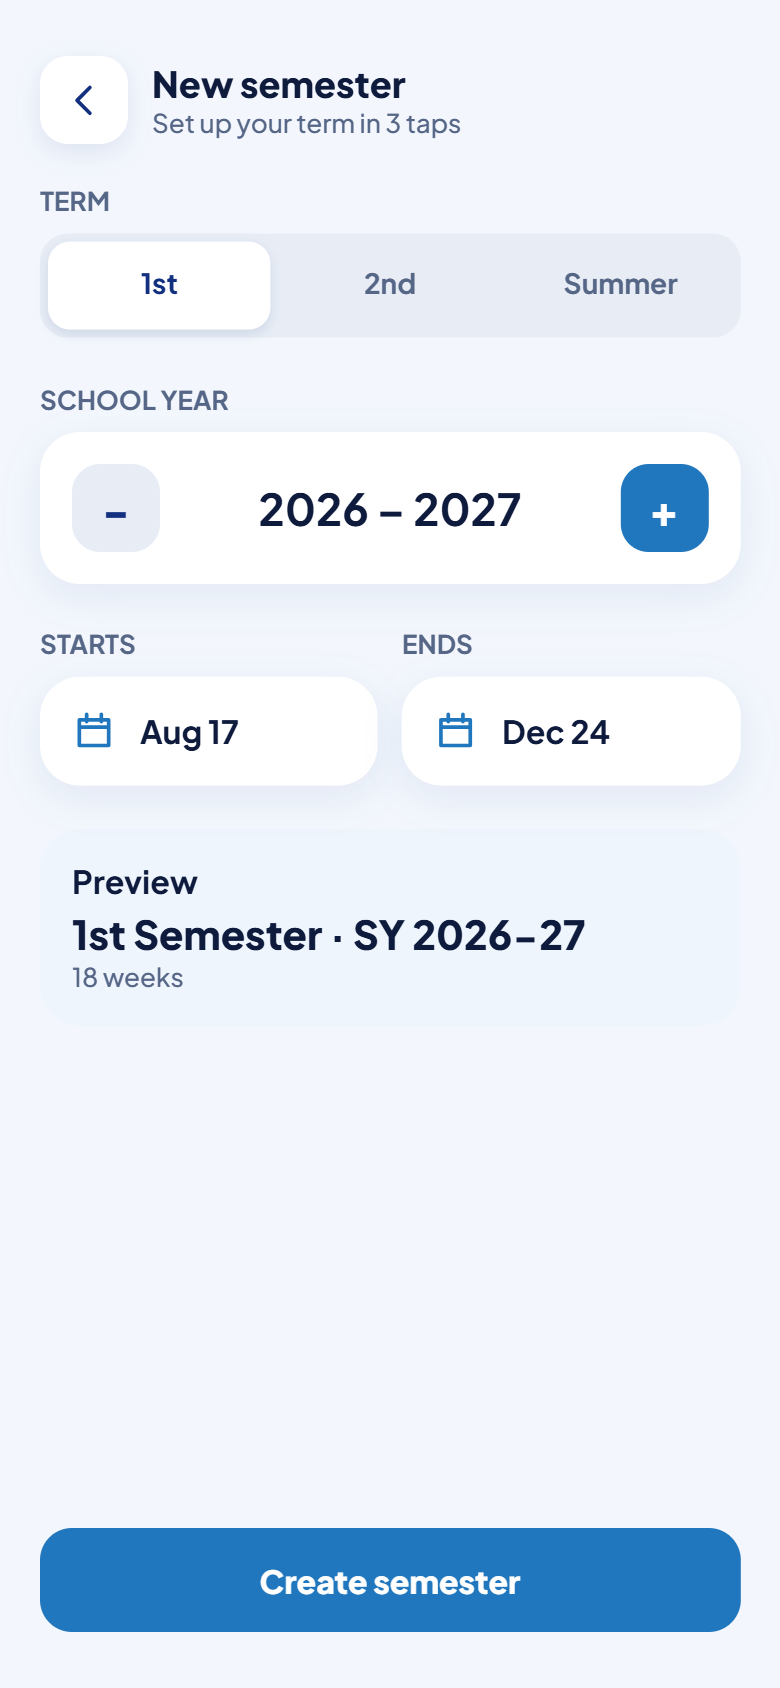 New semester
Set up your term in 3 taps
TERM
1st 2nd Summer
SCHOOL YEAR
– 2026 – 2027 +
STARTS ENDS
Aug 17 Dec 24
Preview
1st Semester · SY 2026–27
18 weeks
Create semester